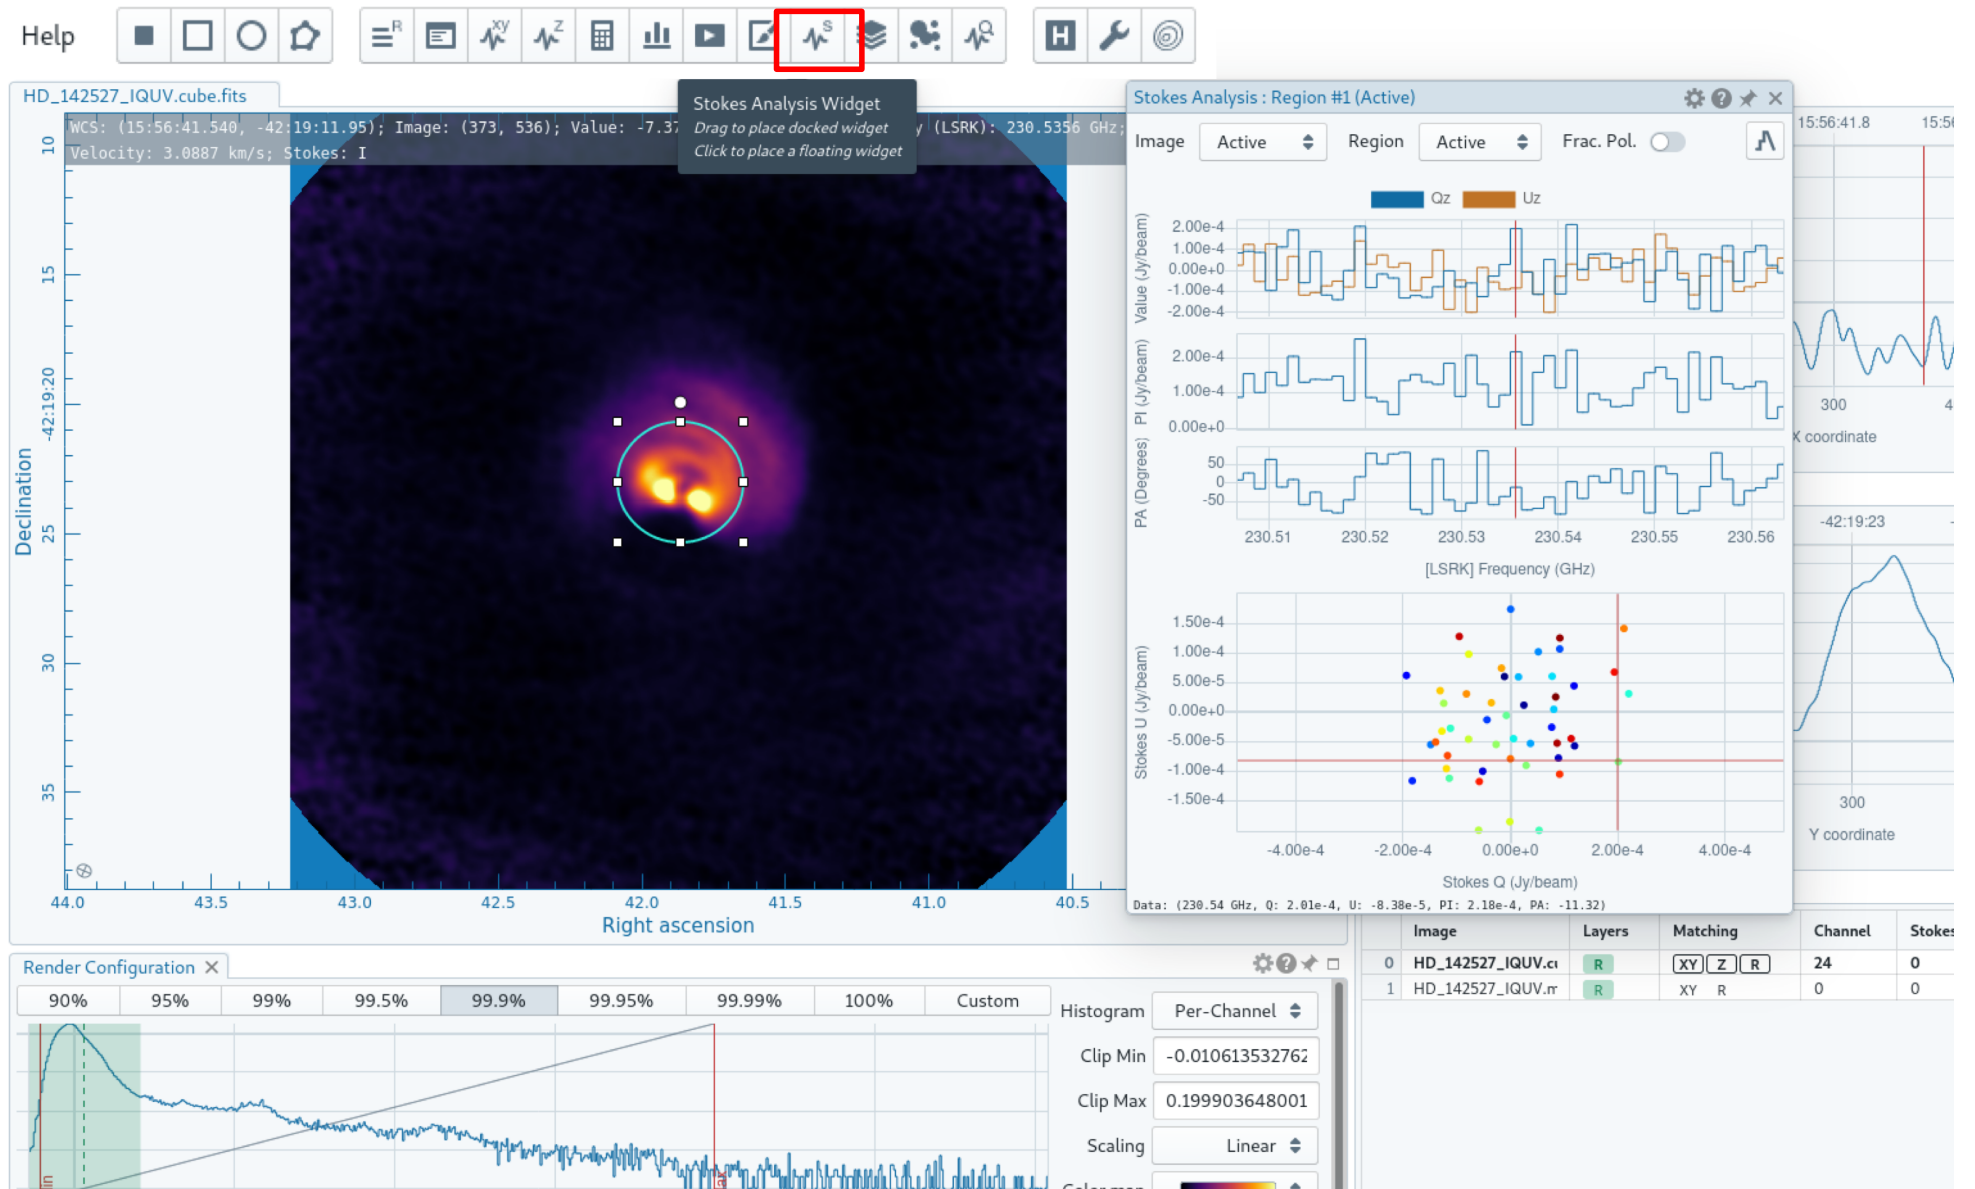 Help
R
xy
Z
S
Q
H
Stokes Analysis Widget
Drag to place docked widget
Click to place a floating widget
HD_142527_IQUV.cube.fits
WCS: (15:56:41.540, -42:19:11.95); Image: (373, 536); Value: -7.37
y (LSRK): 230.5356 GHz;
Velocity: 3.0887 km/s; Stokes: I
10
15
-42:19:20
25
30
35
Declination
44.0 43.5 43.0 42.5 42.0 41.5 41.0 40.5
Right ascension
Stokes Analysis : Region #1 (Active)
Image Active Region Active Frac. Pol.
Qz Uz
Value (Jy/beam)
2.00e-4
1.00e-4
0.00e+0
-1.00e-4
-2.00e-4
PI (Jy/beam)
2.00e-4
1.00e-4
0.00e+0
PA (Degrees)
50
0
-50
230.51 230.52 230.53 230.54 230.55 230.56
[LSRK] Frequency (GHz)
Stokes U (Jy/beam)
1.50e-4
1.00e-4
5.00e-5
0.00e+0
-5.00e-5
-1.00e-4
-1.50e-4
-4.00e-4 -2.00e-4 0.00e+0 2.00e-4 4.00e-4
Stokes Q (Jy/beam)
Data: (230.54 GHz, Q: 2.01e-4, U: -8.38e-5, PI: 2.18e-4, PA: -11.32)
15:56:41.8 15:56
300 4
X coordinate
-42:19:23 -
300
Y coordinate
Render Configuration
90% 95% 99% 99.5% 99.9% 99.95% 99.99% 100% Custom
Histogram Per-Channel
Clip Min -0.010613532762
Clip Max 0.199903648001
Scaling Linear
Image Layers Matching Channel Stokes
0 HD_142527_IQUV.cu R XY Z R 24 0
1 HD_142527_IQUV.m R XY R 0 0